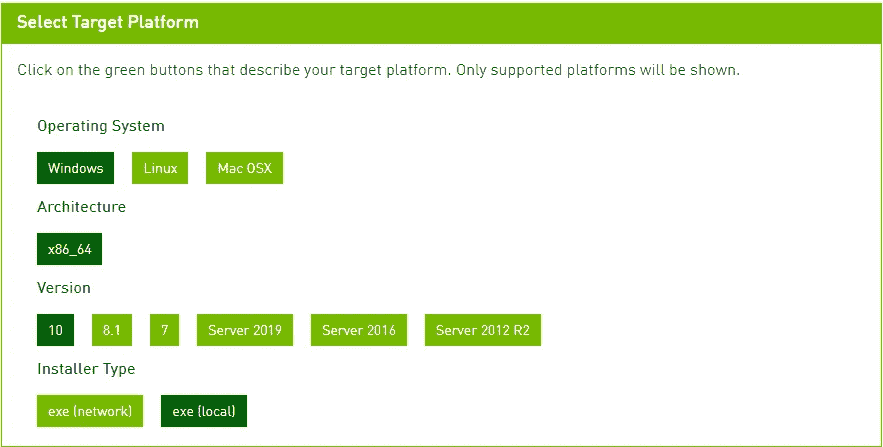 Select Target Platform
Click on the green buttons that describe your target platform. Only supported platforms will be shown.
Operating System
Windows Linux Mac OSX
Architecture
x86_64
Version
10 8.1 7 Server 2019 Server 2016 Server 2012 R2
Installer Type
exe (network) exe (local)